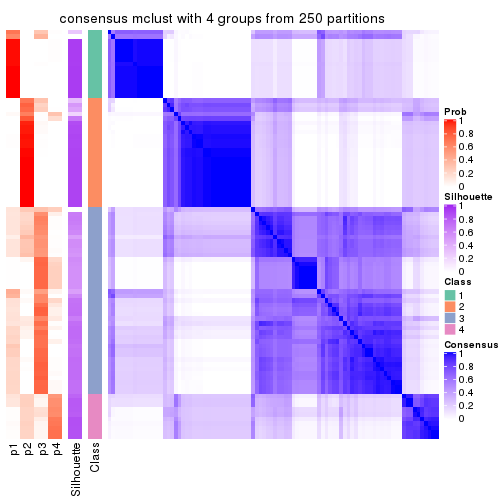 consensus mclust with 4 groups from 250 partitions
Prob
1
0.8
0.6
0.4
0.2
0
Silhouette
1
0.8
0.6
0.4
0.2
0
Class
1
2
3
4
Consensus
1
0.8
0.6
0.4
0.2
0
p1
p2
p3
p4
Silhouette
Class